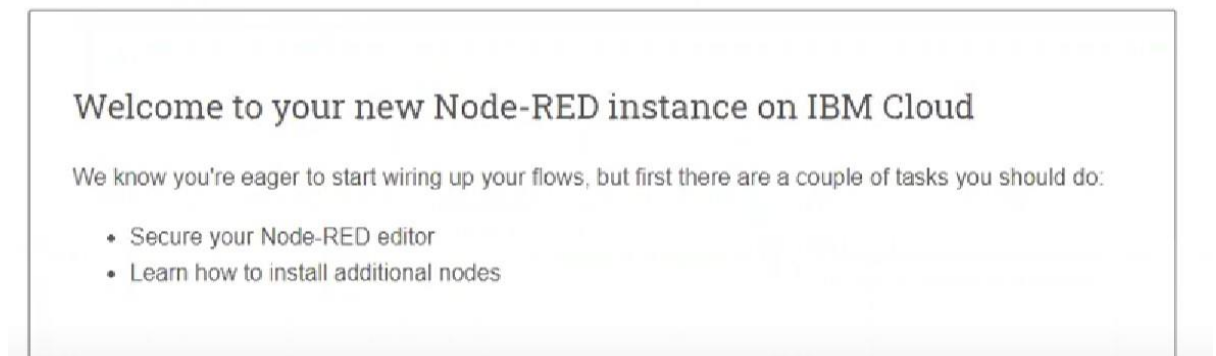 Welcome to your new Node-RED instance on IBM Cloud
We know you're eager to start wiring up your flows, but first there are a couple of tasks you should do:
• Secure your Node-RED editor
• Learn how to install additional nodes